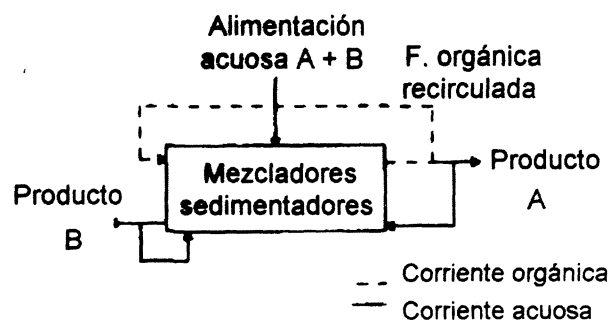 Alimentación
acuosa A + B
F. orgánica
recirculada
Mezcladores
sedimentadores
Producto
A
Producto
B
Corriente orgánica
Corriente acuosa